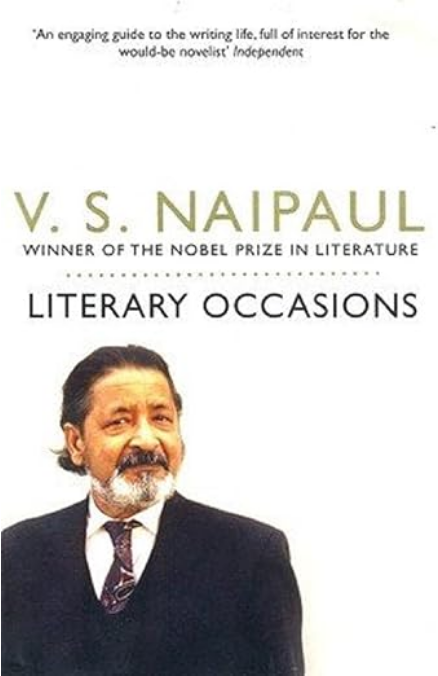 'An engaging guide to the writing life, full of interest for the
would-be novelist' Independent
V. S. NAIPAUL
WINNER OF THE NOBEL PRIZE IN LITERATURE
LITERARY OCCASIONS